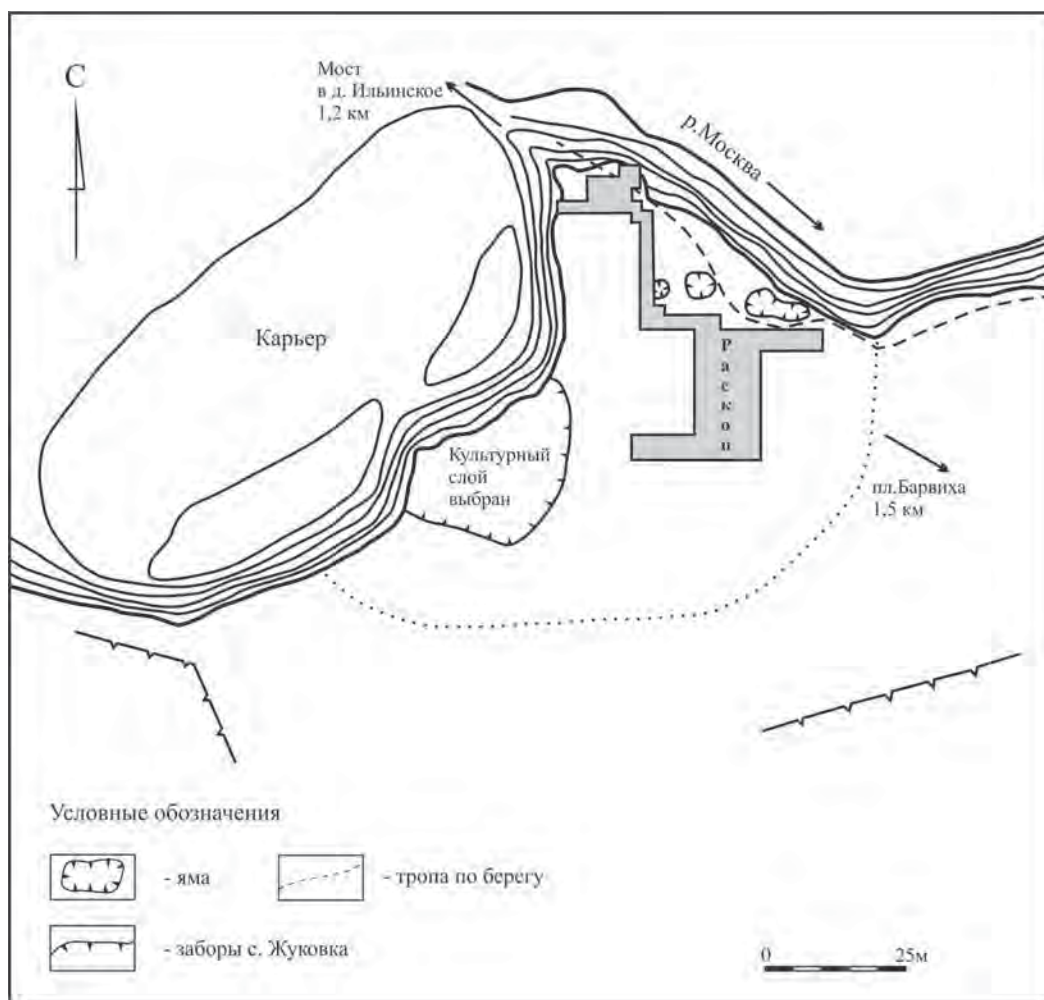 С
Мост
в д. Ильинское
1,2 км
р.Москва
Карьер
Раскоп
Культурный
слой
выбран
пл.Барвиха
1,5 км
Условные обозначения
- яма
- тропа по берегу
- заборы с. Жуковка
0 25м